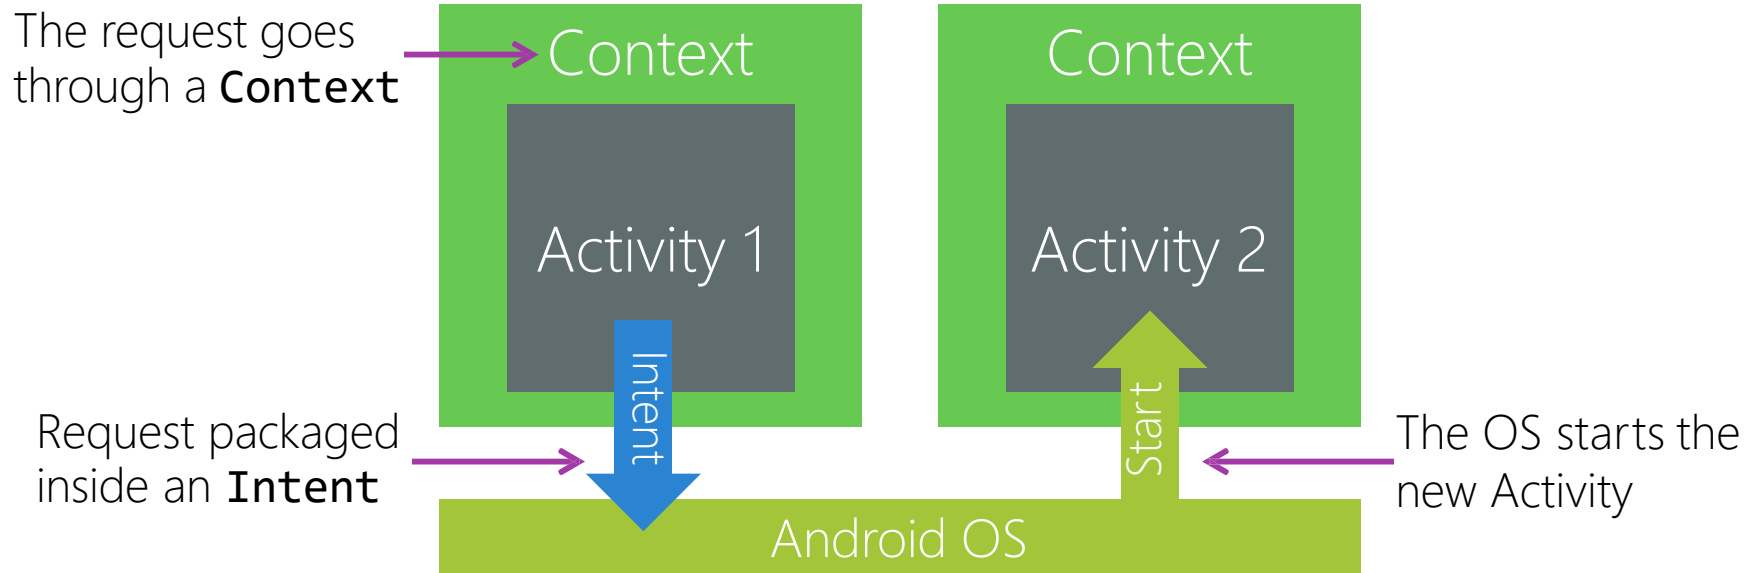 The request goes
through a Context
Context
Context
Activity 1
Activity 2
Intent
Start
Request packaged
inside an Intent
The OS starts the
new Activity
Android OS